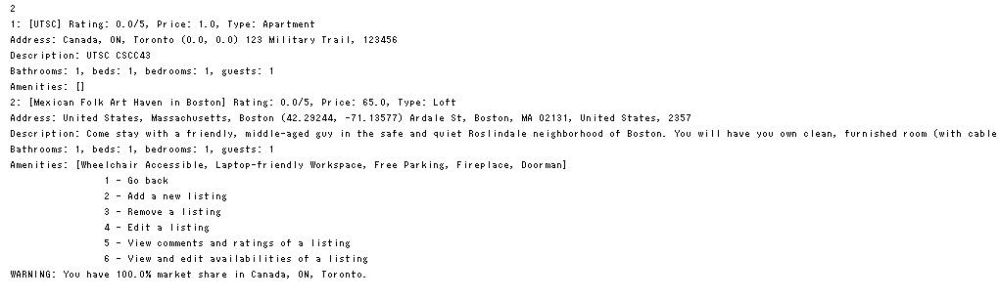 2
1: [UTSC] Rating: 0.0/5, Price: 1.0, Type: Apartment
Address: Canada, ON, Toronto (0.0, 0.0) 123 Military Trail, 123456
Description: UTSC CSCC43
Bathrooms: 1, beds: 1, bedrooms: 1, guests: 1
Amenities: []
2: [Mexican Folk Art Haven in Boston] Rating: 0.0/5, Price: 65.0, Type: Loft
Address: United States, Massachusetts, Boston (42.29244, -71.13577) Ardale St, Boston, MA 02131, United States, 2357
Description: Come stay with a friendly, middle-aged guy in the safe and quiet Roslindale neighborhood of Boston. You will have you own clean, furnished room (with cable
Bathrooms: 1, beds: 1, bedrooms: 1, guests: 1
Amenities: [Wheelchair Accessible, Laptop-friendly Workspace, Free Parking, Fireplace, Doorman]
1 - Go back
2 - Add a new listing
3 - Remove a listing
4 - Edit a listing
5 - View comments and ratings of a listing
6 - View and edit availabilities of a listing
WARNING: You have 100.0% market share in Canada, ON, Toronto.